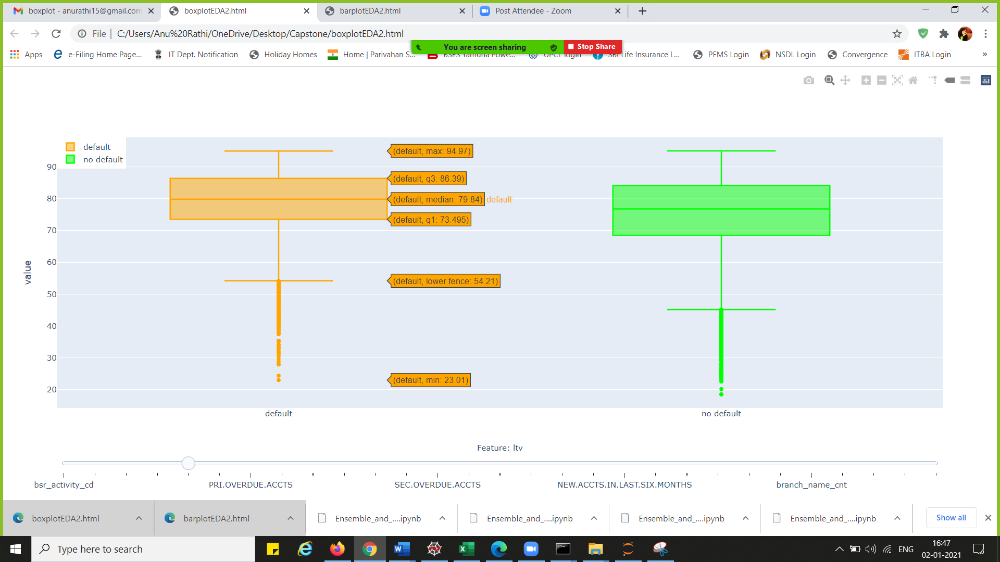 boxplot - anurathi15@gmail.com
boxplotEDA2.html
barplotEDA2.html
Post Attendee - Zoom
File
C:/Users/Anu%20Rathi/OneDrive/Desktop/Capstone/boxplotEDA2.html
You are screen sharing
Stop Share
Apps
e-Filing Home Page...
IT Dept. Notification
Holiday Homes
Home | Parivahan S...
BSES Yamuna Powe...
UPCL login
SBI Life Insurance L...
PFMS Login
NSDL Login
Convergence
ITBA Login
»
default
no default
90
80
70
60
50
40
30
20
value
(default, max: 94.97)
(default, q3: 86.39)
(default, median: 79.84) default
(default, q1: 73.495)
(default, lower fence: 54.21)
(default, min: 23.01)
default
no default
Feature: ltv
bsr_activity_cd
PRI.OVERDUE.ACCTS
SEC.OVERDUE.ACCTS
NEW.ACCTS.IN.LAST.SIX.MONTHS
branch_name_cnt
boxplotEDA2.html
barplotEDA2.html
Ensemble_and_....ipynb
Ensemble_and_....ipynb
Ensemble_and_....ipynb
Ensemble_and_....ipynb
Show all
Type here to search
ENG
16:47
02-01-2021